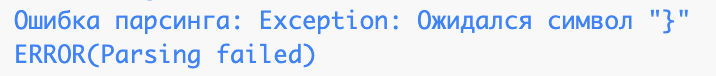 Ошибка парсинга: Exception: Ожидался символ "}"
ERROR(Parsing failed)